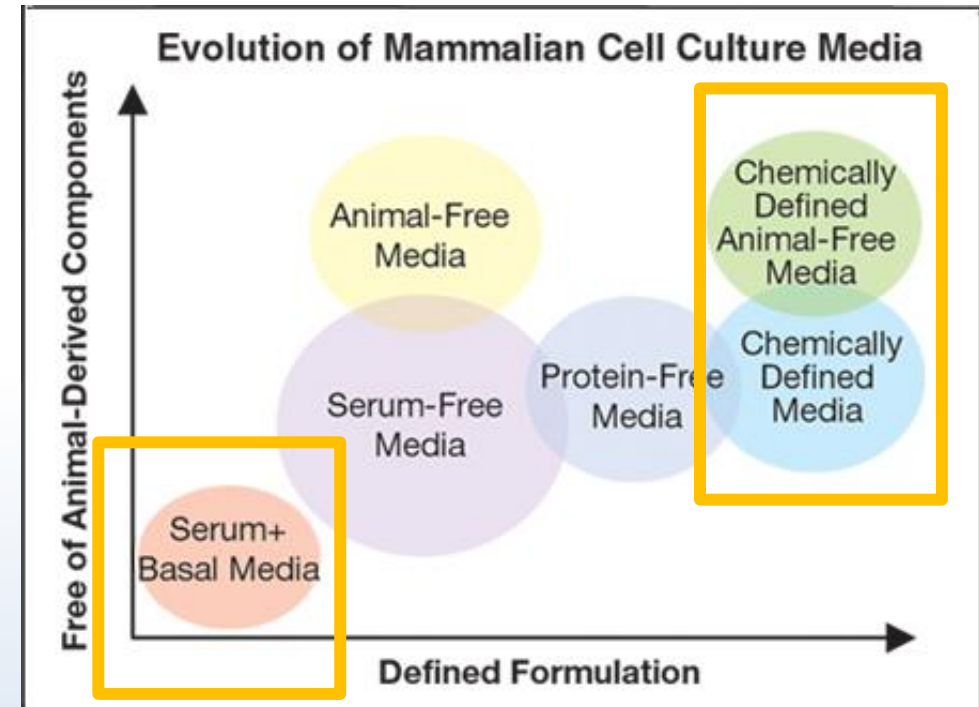 Evolution of Mammalian Cell Culture Media
Free of Animal-Derived Components
Animal-Free
Media
Chemically
Defined
Animal-Free
Media
Serum-Free
Media
Protein-Free
Media
Chemically
Defined
Media
Serum+
Basal Media
Defined Formulation